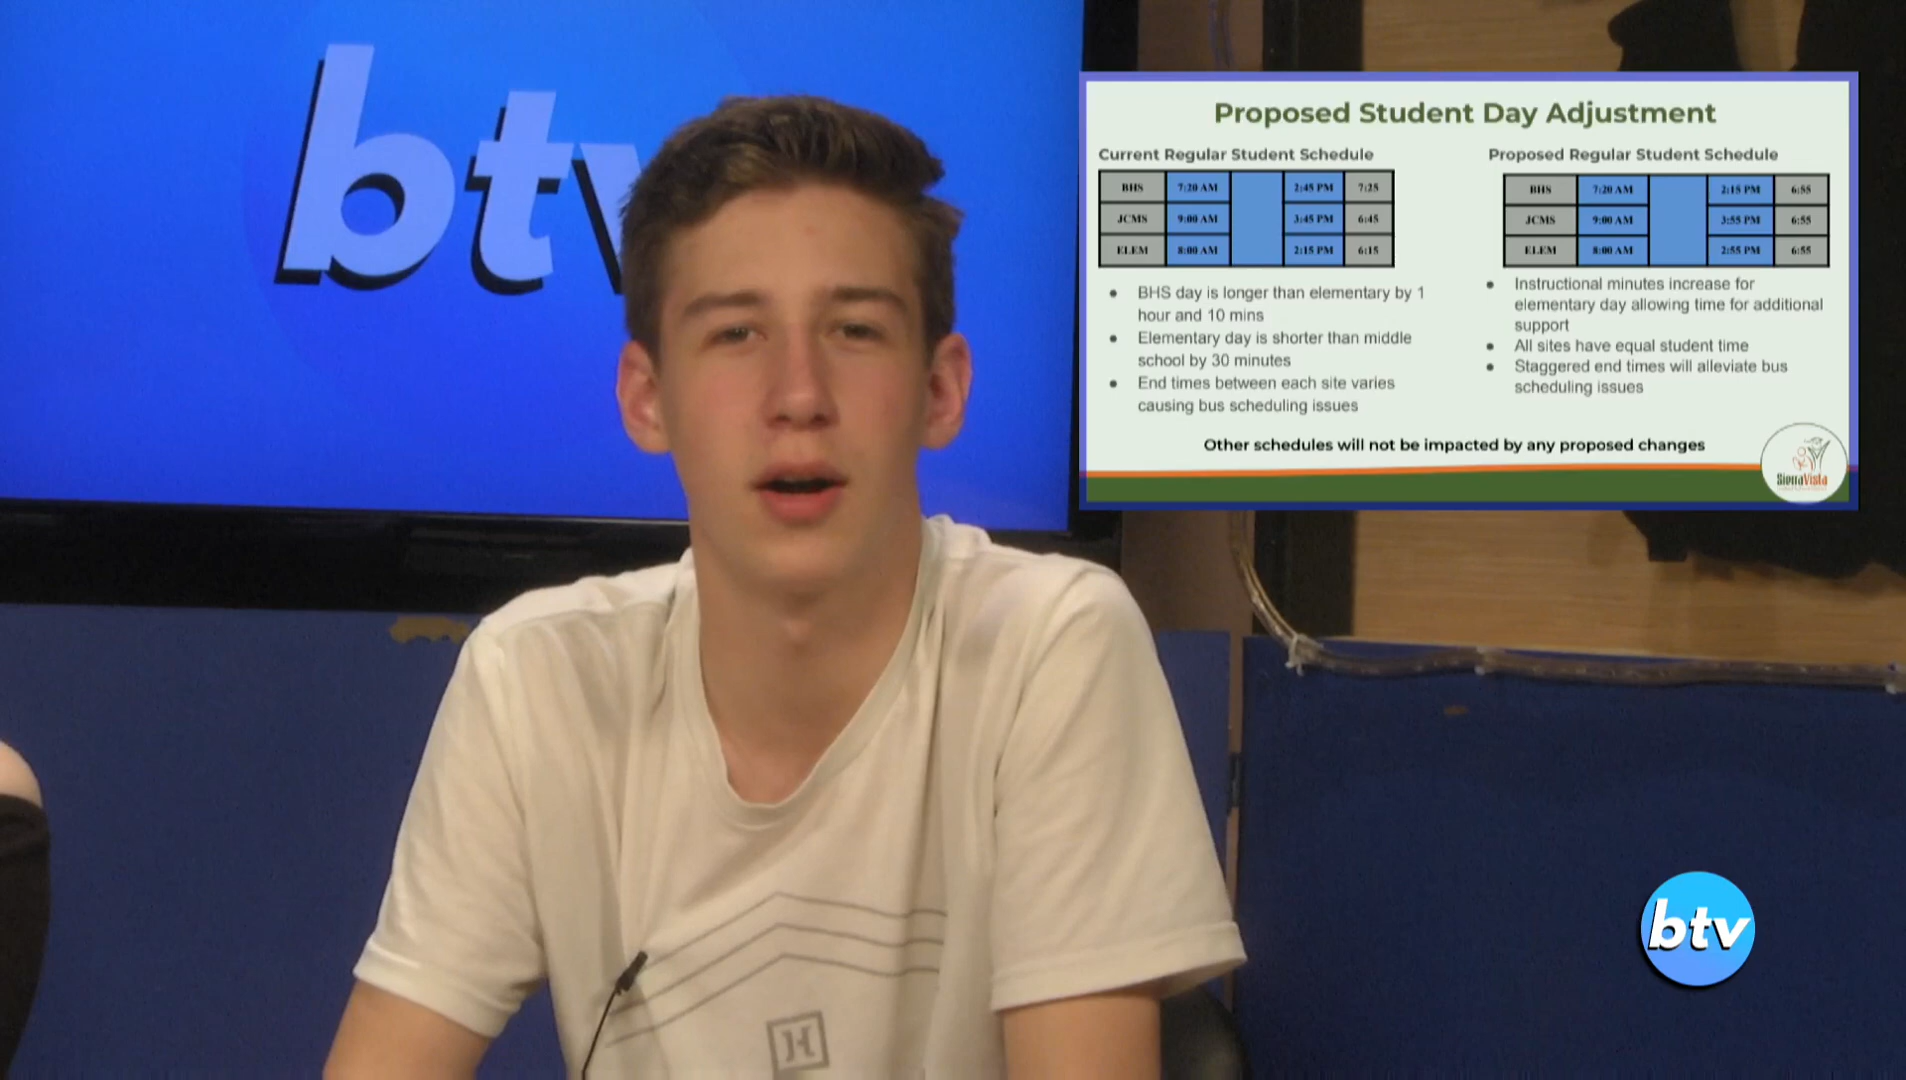 btv
Proposed Student Day Adjustment
Current Regular Student Schedule
BHS 7:20 AM 2:45 PM 7:25
JCMS 9:00 AM 3:45 PM 6:45
ELEM 8:00 AM 2:15 PM 6:15
• BHS day is longer than elementary by 1
hour and 10 mins
• Elementary day is shorter than middle
school by 30 minutes
• End times between each site varies
causing bus scheduling issues
Proposed Regular Student Schedule
BHS 7:20 AM 2:15 PM 6:55
JCMS 9:00 AM 3:55 PM 6:55
ELEM 8:00 AM 2:55 PM 6:55
• Instructional minutes increase for
elementary day allowing time for additional
support
• All sites have equal student time
• Staggered end times will alleviate bus
scheduling issues
Other schedules will not be impacted by any proposed changes
SierraVista
H
btv